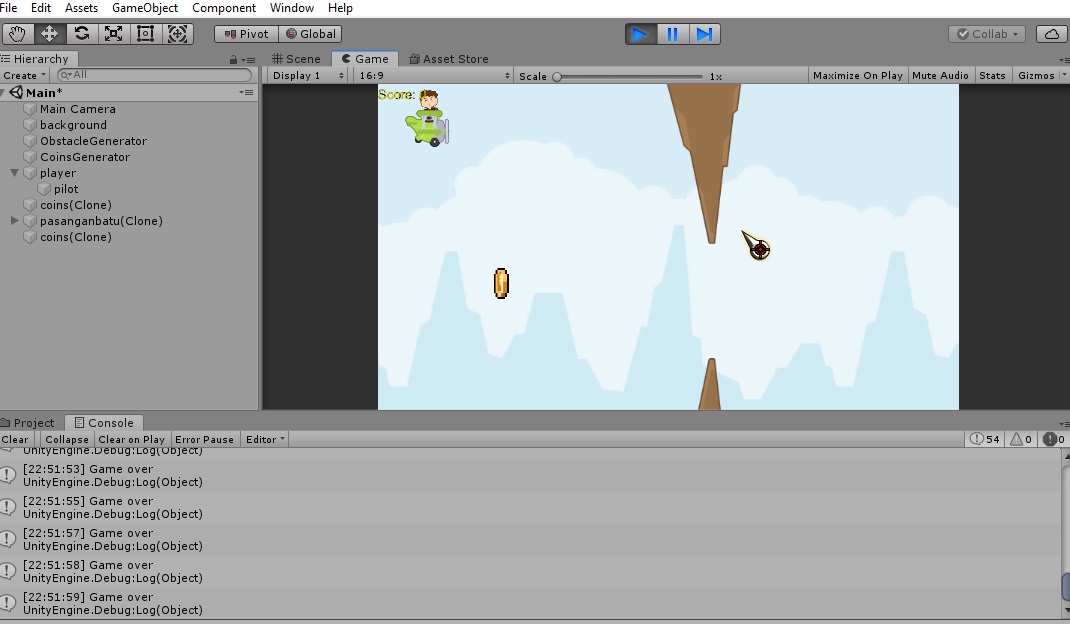 File Edit Assets GameObject Component Window Help
Pivot Global Collab
Hierarchy Scene Game Asset Store
Create All Display 1 16:9 Scale 1x Maximize On Play Mute Audio Stats Gizmos
Main*
Main Camera
background
ObstacleGenerator
CoinsGenerator
player
pilot
coins(Clone)
pasanganbatu(Clone)
coins(Clone)
Score:
Project Console
Clear Collapse Clear on Play Error Pause Editor 54 0 0
UnityEngine.Debug:Log(Object)
[22:51:53] Game over
UnityEngine.Debug:Log(Object)
[22:51:55] Game over
UnityEngine.Debug:Log(Object)
[22:51:57] Game over
UnityEngine.Debug:Log(Object)
[22:51:58] Game over
UnityEngine.Debug:Log(Object)
[22:51:59] Game over
UnityEngine.Debug:Log(Object)